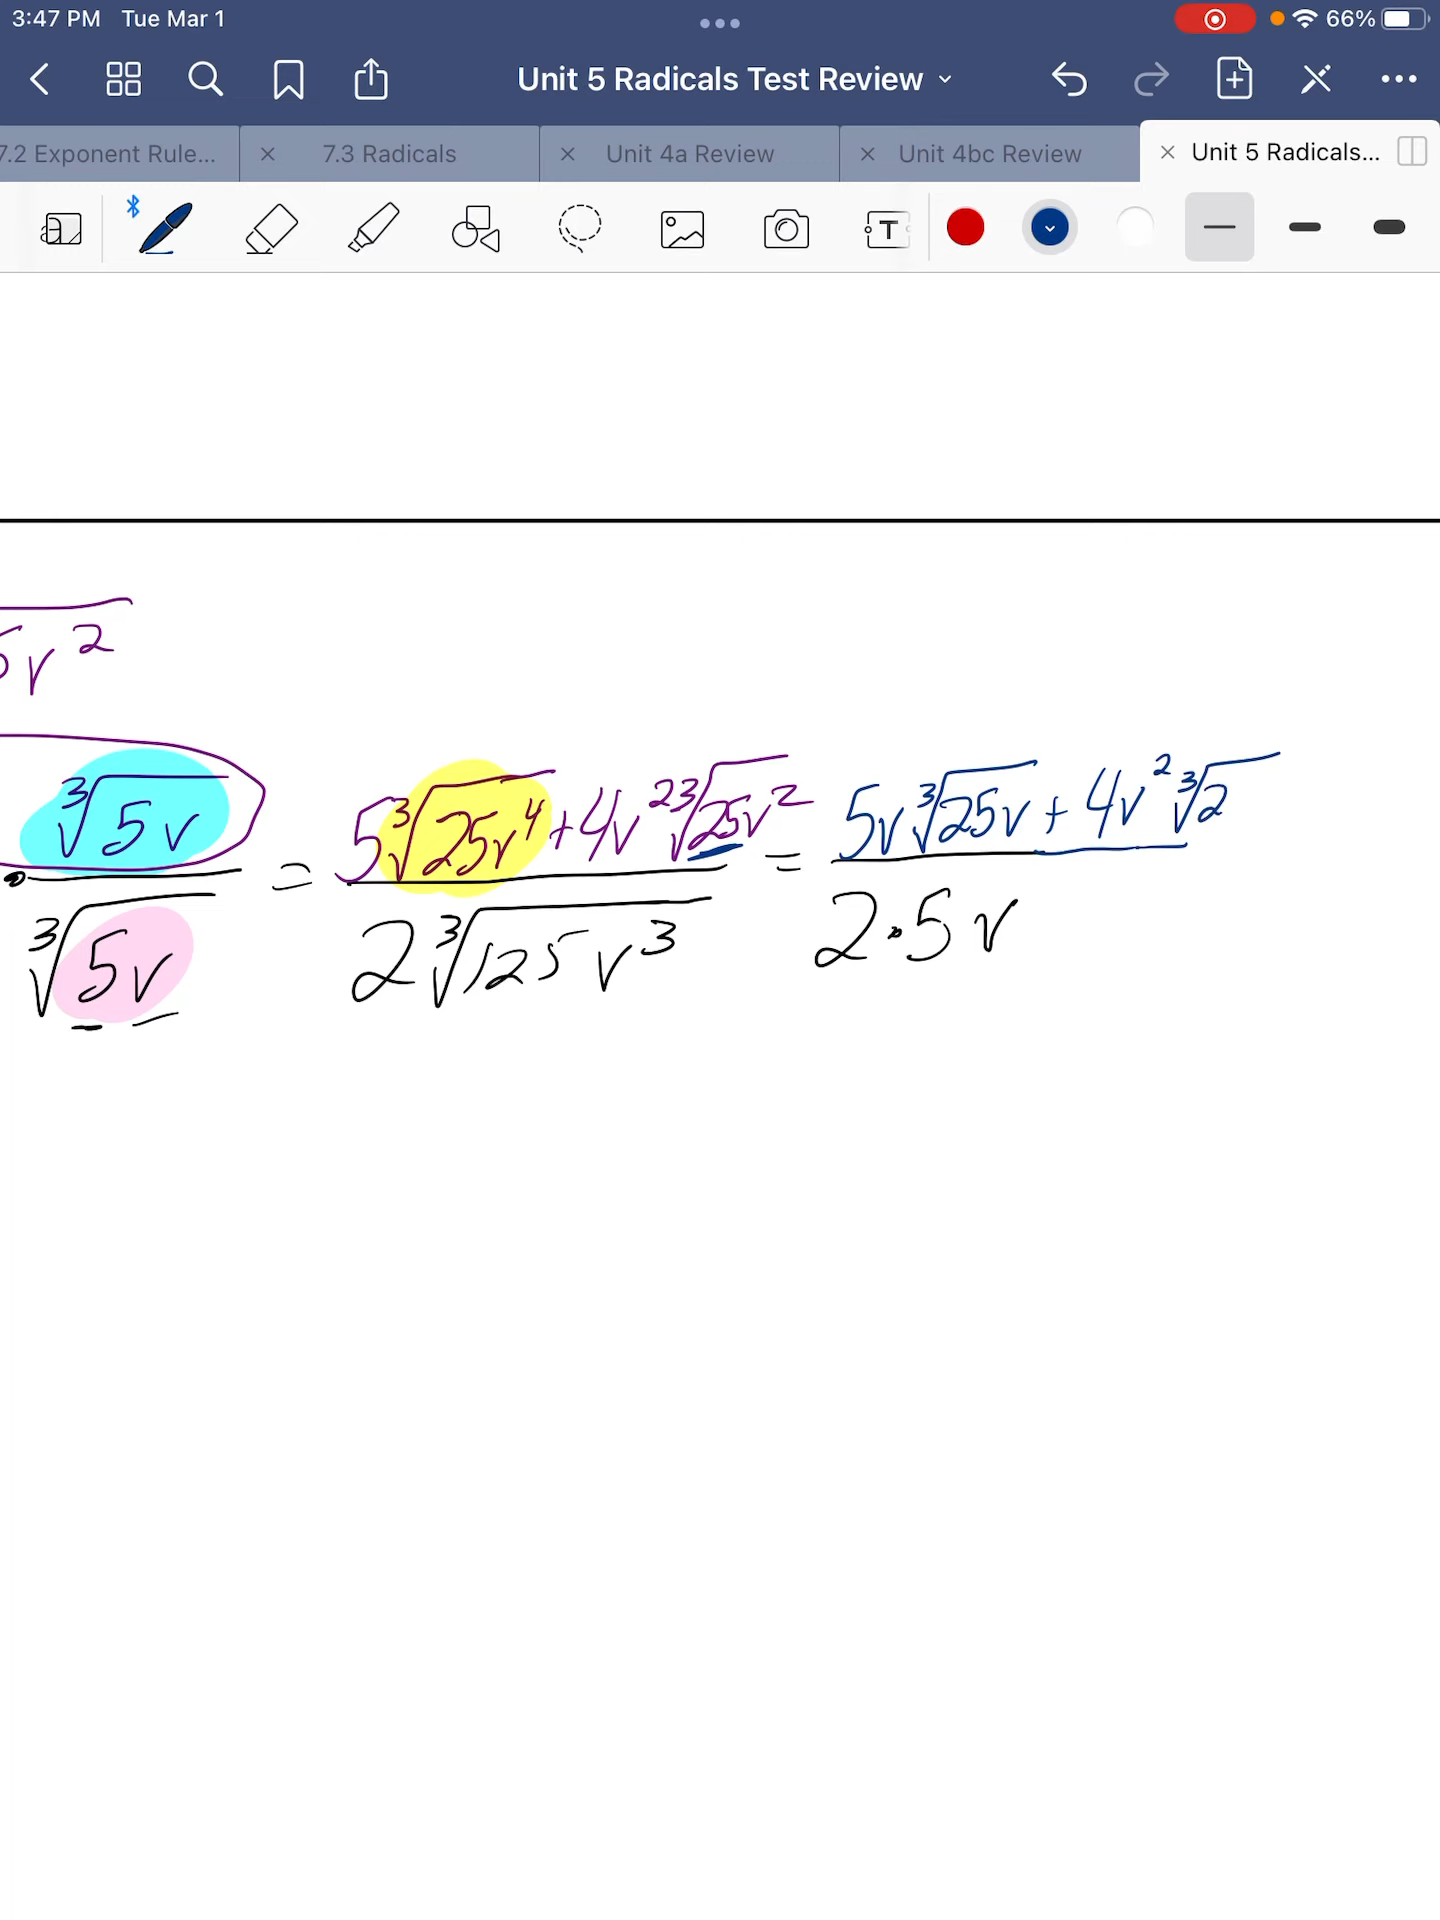 3:47 PM Tue Mar 1
66%
Unit 5 Radicals Test Review
7.2 Exponent Rule...
7.3 Radicals
Unit 4a Review
Unit 4bc Review
Unit 5 Radicals...
a
T
5v²
∛5v = 5∛25v⁴ + 4v²∛25v² = 5v∛25v + 4v²∛2
∛5v 2∛125v³ 2·5v